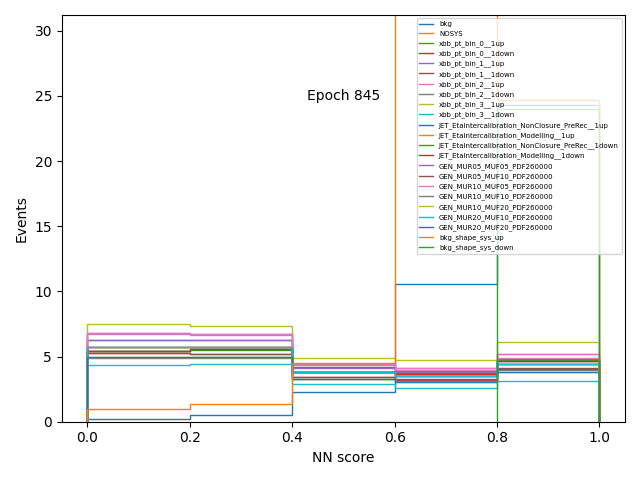 bkg
NOSYS
xbb_pt_bin_0__1up
xbb_pt_bin_0__1down
xbb_pt_bin_1__1up
xbb_pt_bin_1__1down
xbb_pt_bin_2__1up
xbb_pt_bin_2__1down
xbb_pt_bin_3__1up
xbb_pt_bin_3__1down
JET_EtaIntercalibration_NonClosure_PreRec__1up
JET_EtaIntercalibration_Modelling__1up
JET_EtaIntercalibration_NonClosure_PreRec__1down
JET_EtaIntercalibration_Modelling__1down
GEN_MUR05_MUF05_PDF260000
GEN_MUR05_MUF10_PDF260000
GEN_MUR10_MUF05_PDF260000
GEN_MUR10_MUF10_PDF260000
GEN_MUR10_MUF20_PDF260000
GEN_MUR20_MUF10_PDF260000
GEN_MUR20_MUF20_PDF260000
bkg_shape_sys_up
bkg_shape_sys_down
Epoch 845
Events
30
25
20
15
10
5
0
0.0 0.2 0.4 0.6 0.8 1.0
NN score